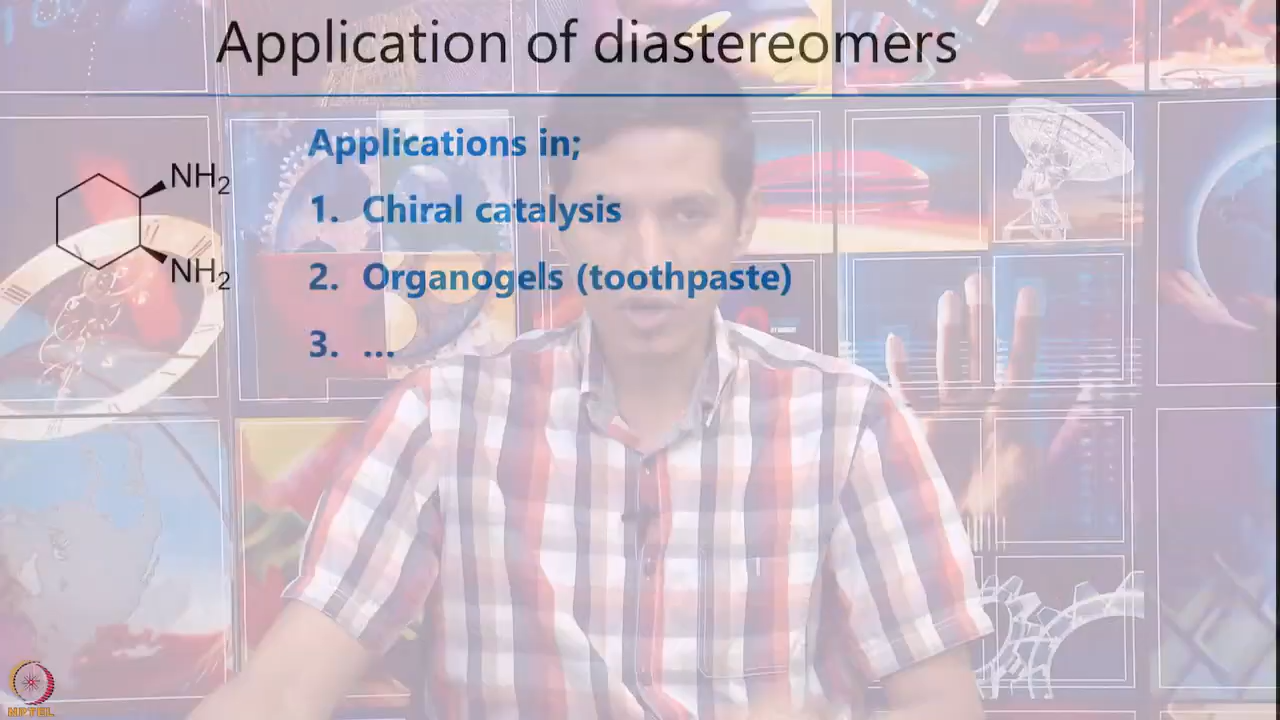 Application of diastereomers
Applications in;
NH2
1. Chiral catalysis
NH2
2. Organogels (toothpaste)
3. ...
NPTEL